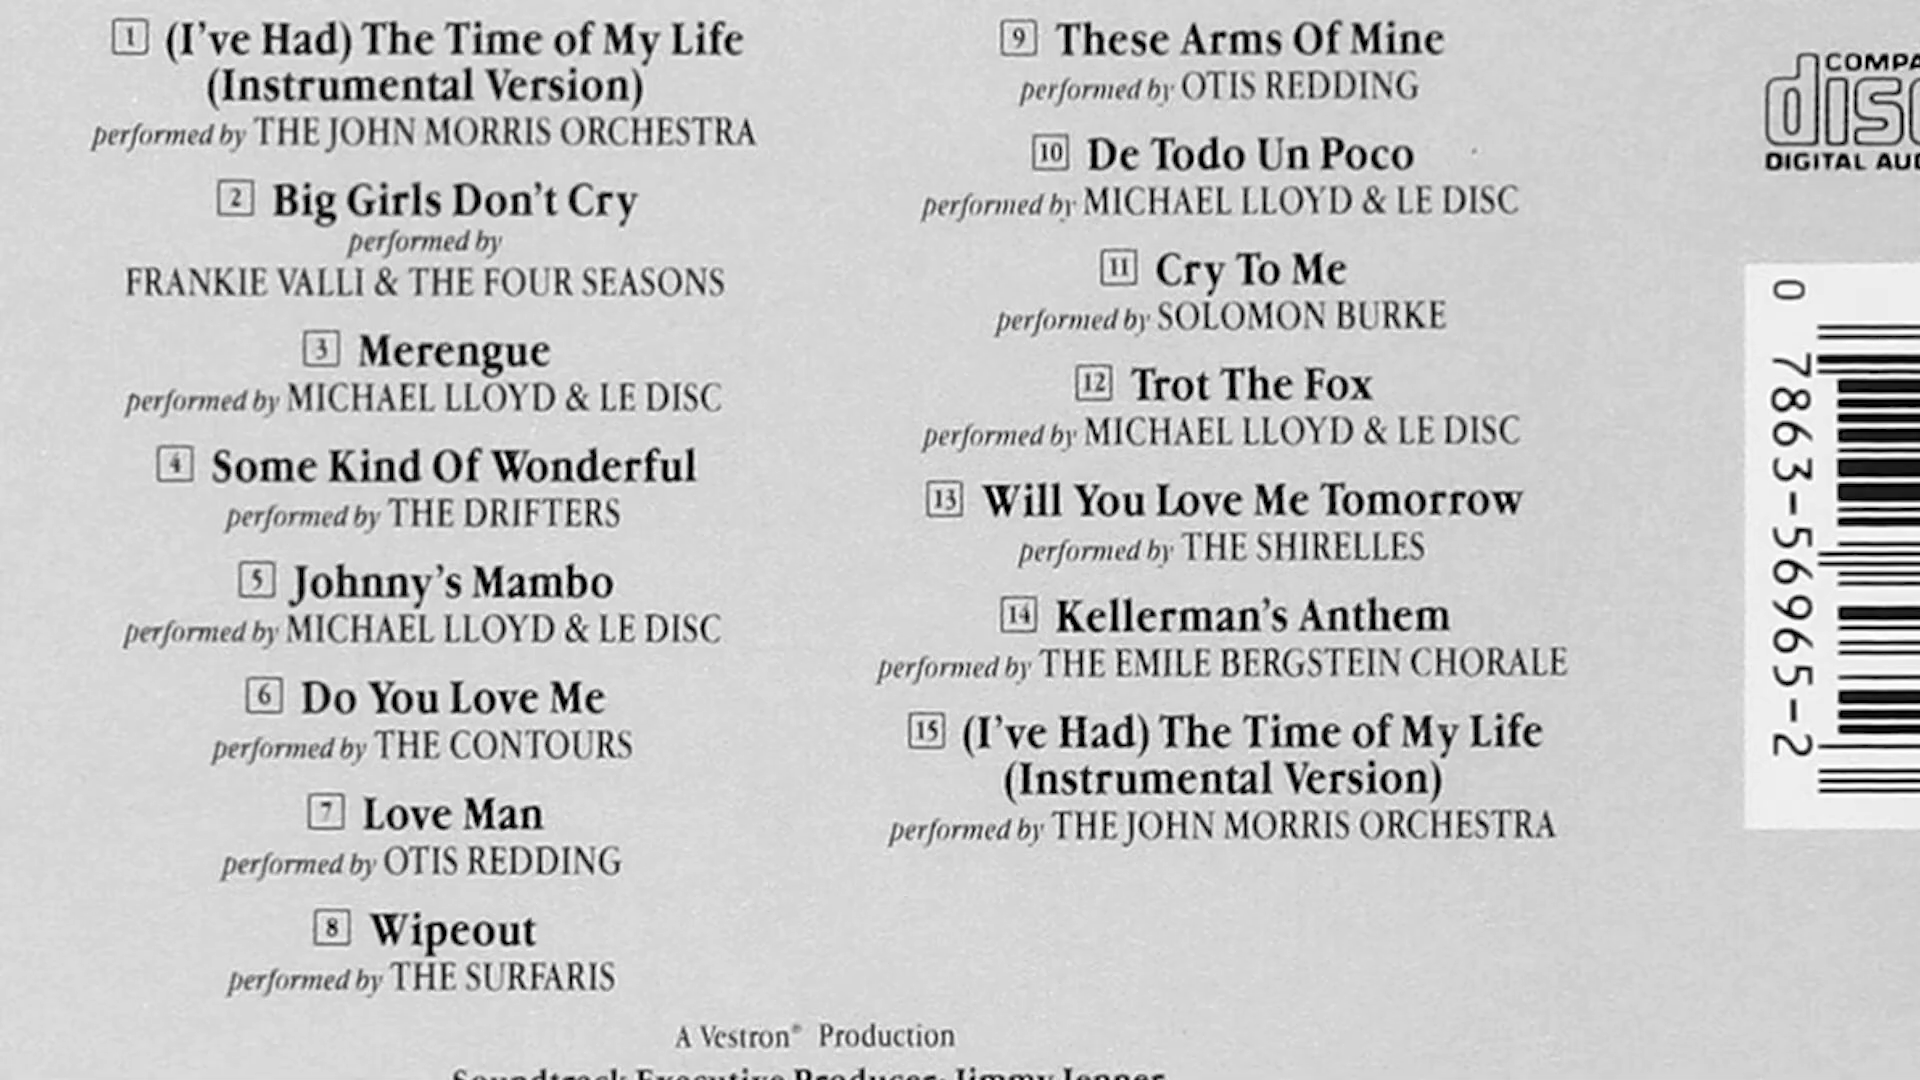 1 (I've Had) The Time of My Life
(Instrumental Version)
performed by THE JOHN MORRIS ORCHESTRA
2 Big Girls Don't Cry
performed by
FRANKIE VALLI & THE FOUR SEASONS
3 Merengue
performed by MICHAEL LLOYD & LE DISC
4 Some Kind Of Wonderful
performed by THE DRIFTERS
5 Johnny's Mambo
performed by MICHAEL LLOYD & LE DISC
6 Do You Love Me
performed by THE CONTOURS
7 Love Man
performed by OTIS REDDING
8 Wipeout
performed by THE SURFARIS
9 These Arms Of Mine
performed by OTIS REDDING
10 De Todo Un Poco
performed by MICHAEL LLOYD & LE DISC
11 Cry To Me
performed by SOLOMON BURKE
12 Trot The Fox
performed by MICHAEL LLOYD & LE DISC
13 Will You Love Me Tomorrow
performed by THE SHIRELLES
14 Kellerman's Anthem
performed by THE EMILE BERGSTEIN CHORALE
15 (I've Had) The Time of My Life
(Instrumental Version)
performed by THE JOHN MORRIS ORCHESTRA
A Vestron® Production
Soundtrack Executive Producer: Jimmy Ienner
COMPA
disc
DIGITAL AUD
0 7863-56965-2